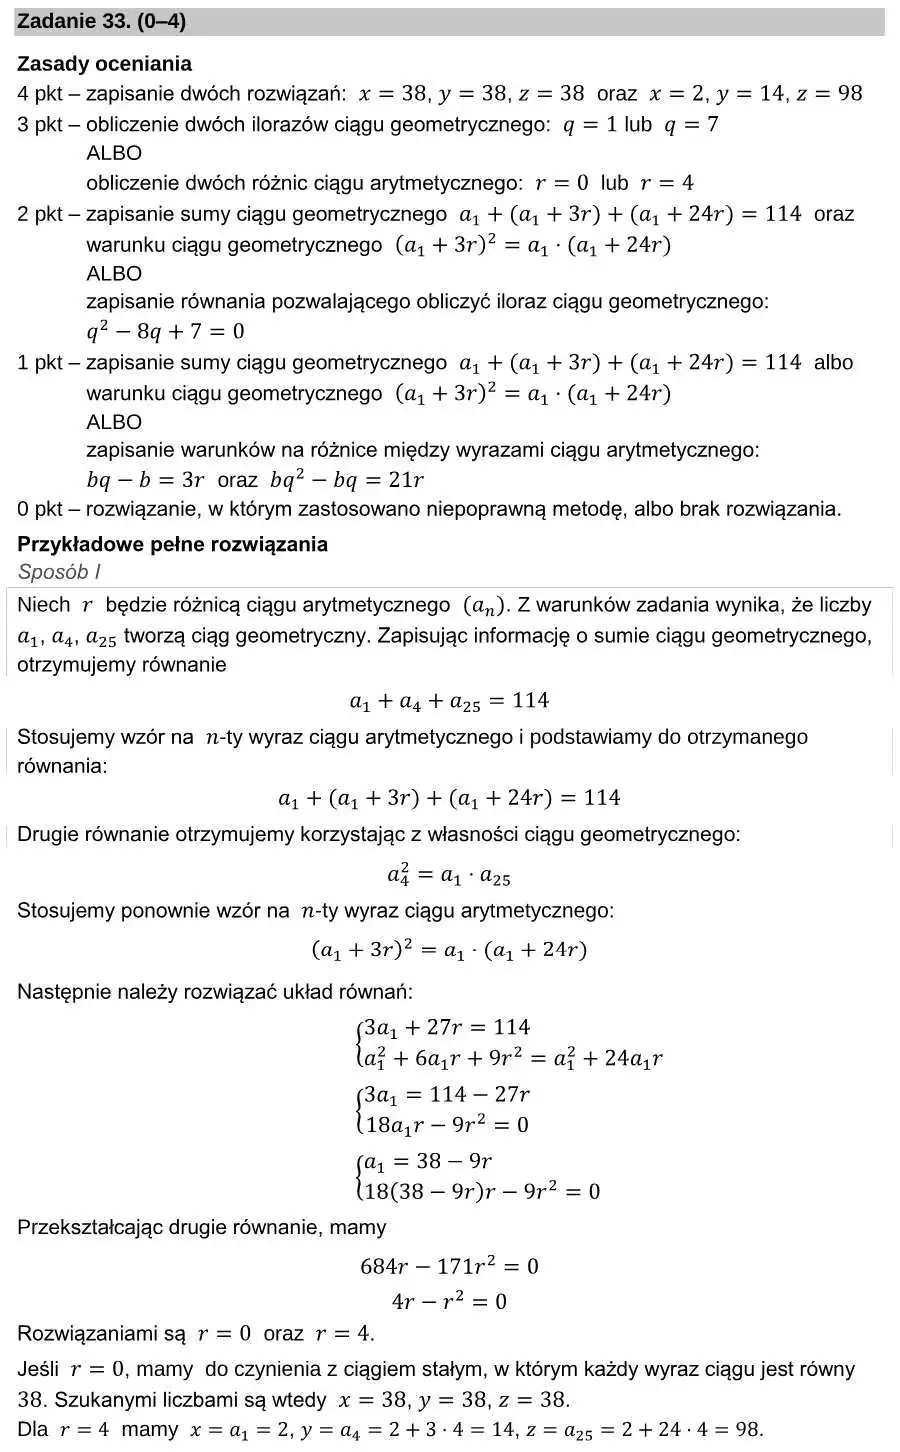 Zadanie 33. (0–4)
Zasady oceniania
4 pkt – zapisanie dwóch rozwiązań: x = 38, y = 38, z = 38 oraz x = 2, y = 14, z = 98
3 pkt – obliczenie dwóch ilorazów ciągu geometrycznego: q = 1 lub q = 7
ALBO
obliczenie dwóch różnic ciągu arytmetycznego: r = 0 lub r = 4
2 pkt – zapisanie sumy ciągu geometrycznego a₁ + (a₁ + 3r) + (a₁ + 24r) = 114 oraz
warunku ciągu geometrycznego (a₁ + 3r)² = a₁ · (a₁ + 24r)
ALBO
zapisanie równania pozwalającego obliczyć iloraz ciągu geometrycznego:
q² − 8q + 7 = 0
1 pkt – zapisanie sumy ciągu geometrycznego a₁ + (a₁ + 3r) + (a₁ + 24r) = 114 albo
warunku ciągu geometrycznego (a₁ + 3r)² = a₁ · (a₁ + 24r)
ALBO
zapisanie warunków na różnice między wyrazami ciągu arytmetycznego:
bq − b = 3r oraz bq² − bq = 21r
0 pkt – rozwiązanie, w którym zastosowano niepoprawną metodę, albo brak rozwiązania.
Przykładowe pełne rozwiązania
Sposób I
Niech r będzie różnicą ciągu arytmetycznego (aₙ). Z warunków zadania wynika, że liczby
a₁, a₄, a₂₅ tworzą ciąg geometryczny. Zapisując informację o sumie ciągu geometrycznego,
otrzymujemy równanie
a₁ + a₄ + a₂₅ = 114
Stosujemy wzór na n-ty wyraz ciągu arytmetycznego i podstawiamy do otrzymanego
równania:
a₁ + (a₁ + 3r) + (a₁ + 24r) = 114
Drugie równanie otrzymujemy korzystając z własności ciągu geometrycznego:
a₄² = a₁ · a₂₅
Stosujemy ponownie wzór na n-ty wyraz ciągu arytmetycznego:
(a₁ + 3r)² = a₁ · (a₁ + 24r)
Następnie należy rozwiązać układ równań:
{3a₁ + 27r = 114
a₁² + 6a₁r + 9r² = a₁² + 24a₁r
{3a₁ = 114 − 27r
18a₁r − 9r² = 0
{a₁ = 38 − 9r
18(38 − 9r)r − 9r² = 0
Przekształcając drugie równanie, mamy
684r − 171r² = 0
4r − r² = 0
Rozwiązaniami są r = 0 oraz r = 4.
Jeśli r = 0, mamy do czynienia z ciągiem stałym, w którym każdy wyraz ciągu jest równy
38. Szukanymi liczbami są wtedy x = 38, y = 38, z = 38.
Dla r = 4 mamy x = a₁ = 2, y = a₄ = 2 + 3 · 4 = 14, z = a₂₅ = 2 + 24 · 4 = 98.